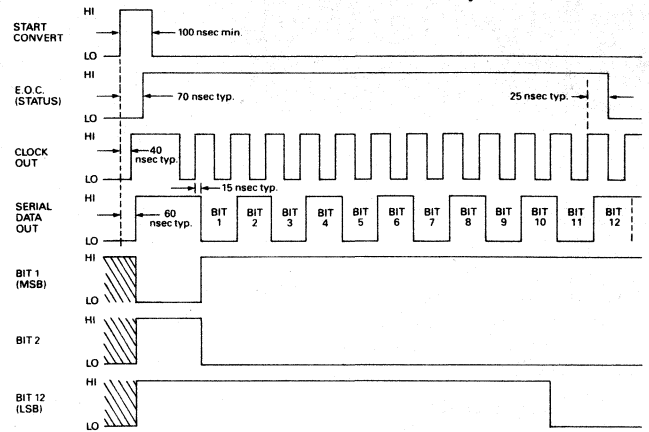 HI
START
CONVERT
100 nsec min.
LO
HI
E.O.C.
(STATUS)
70 nsec typ.
25 nsec typ.
LO
HI
CLOCK
OUT
40
nsec typ.
LO
15 nsec typ.
HI
SERIAL
DATA
OUT
60
nsec typ.
BIT 1
BIT 2
BIT 3
BIT 4
BIT 5
BIT 6
BIT 7
BIT 8
BIT 9
BIT 10
BIT 11
BIT 12
LO
HI
BIT 1
(MSB)
LO
HI
BIT 2
LO
HI
BIT 12
(LSB)
LO